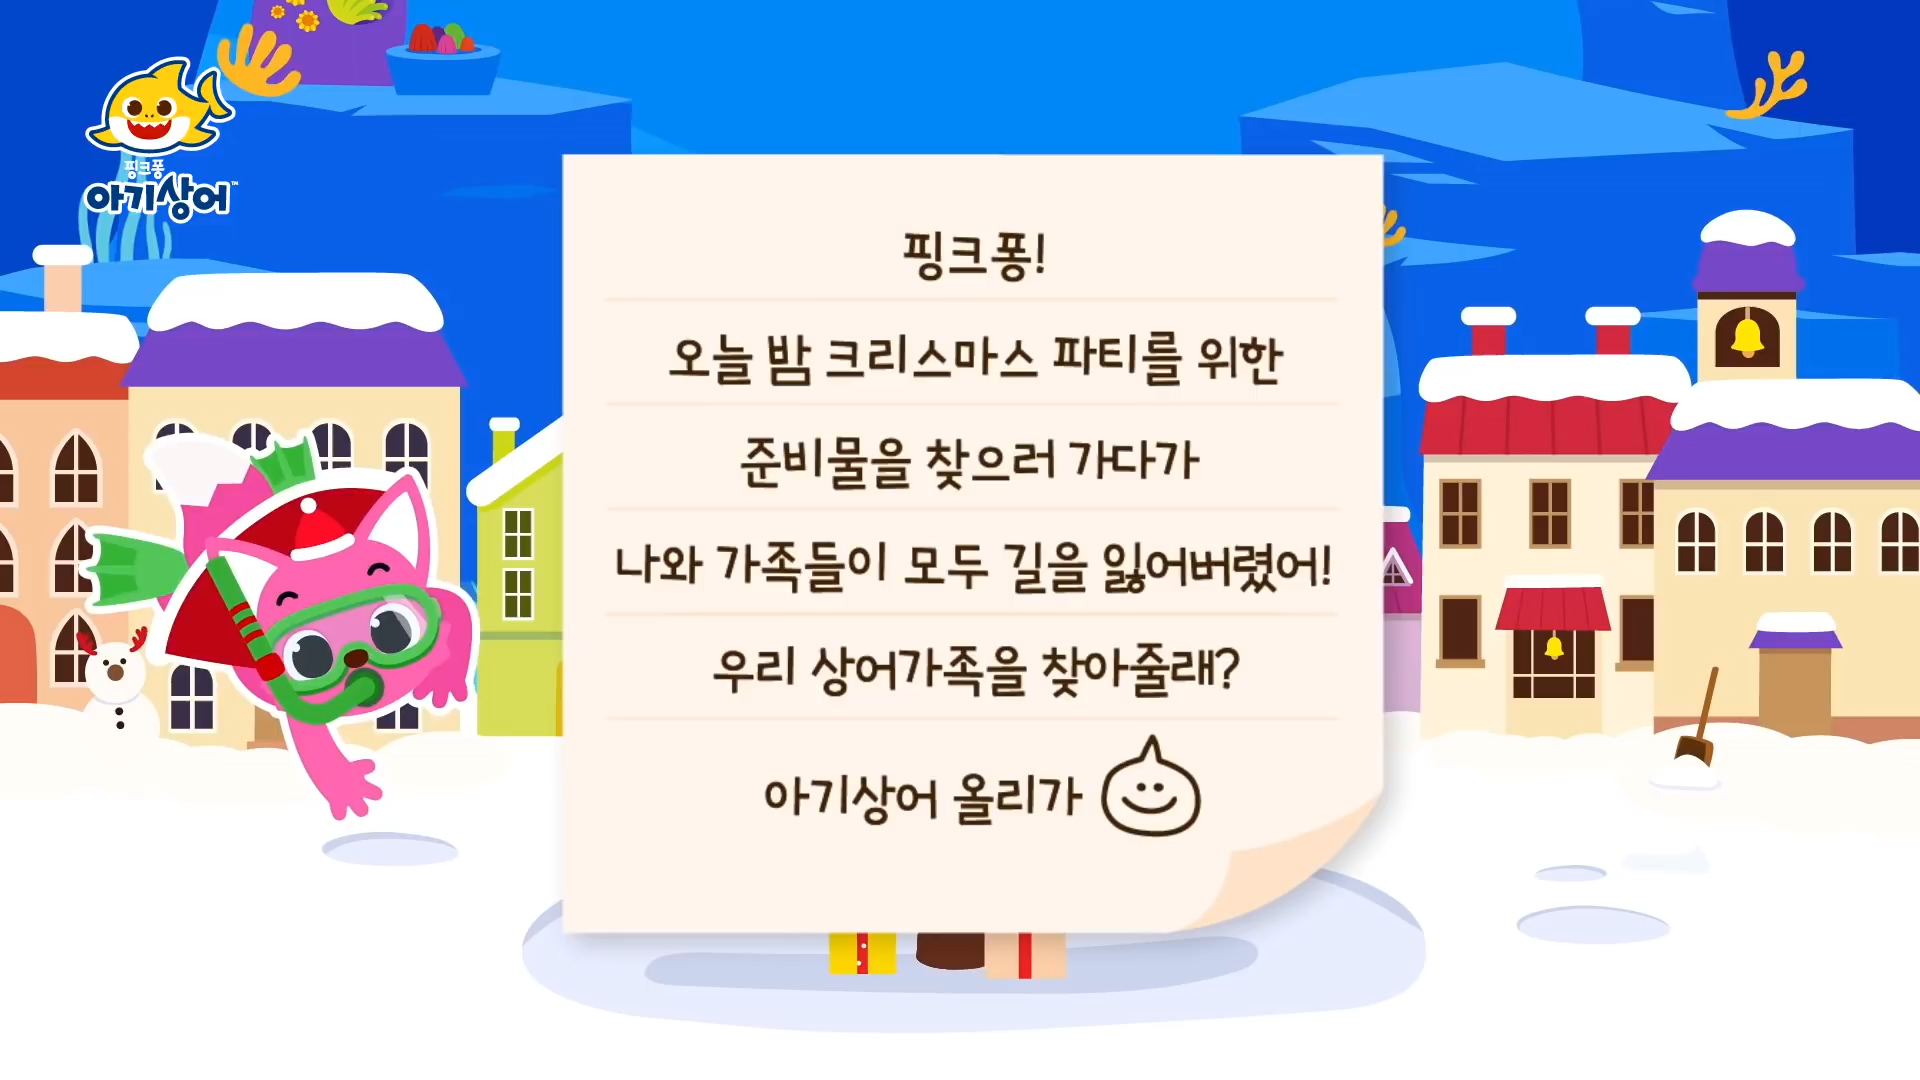 핑크퐁
아기상어™
핑크퐁!
오늘 밤 크리스마스 파티를 위한
준비물을 찾으러 가다가
나와 가족들이 모두 길을 잃어버렸어!
우리 상어가족을 찾아줄래?
아기상어 올리가